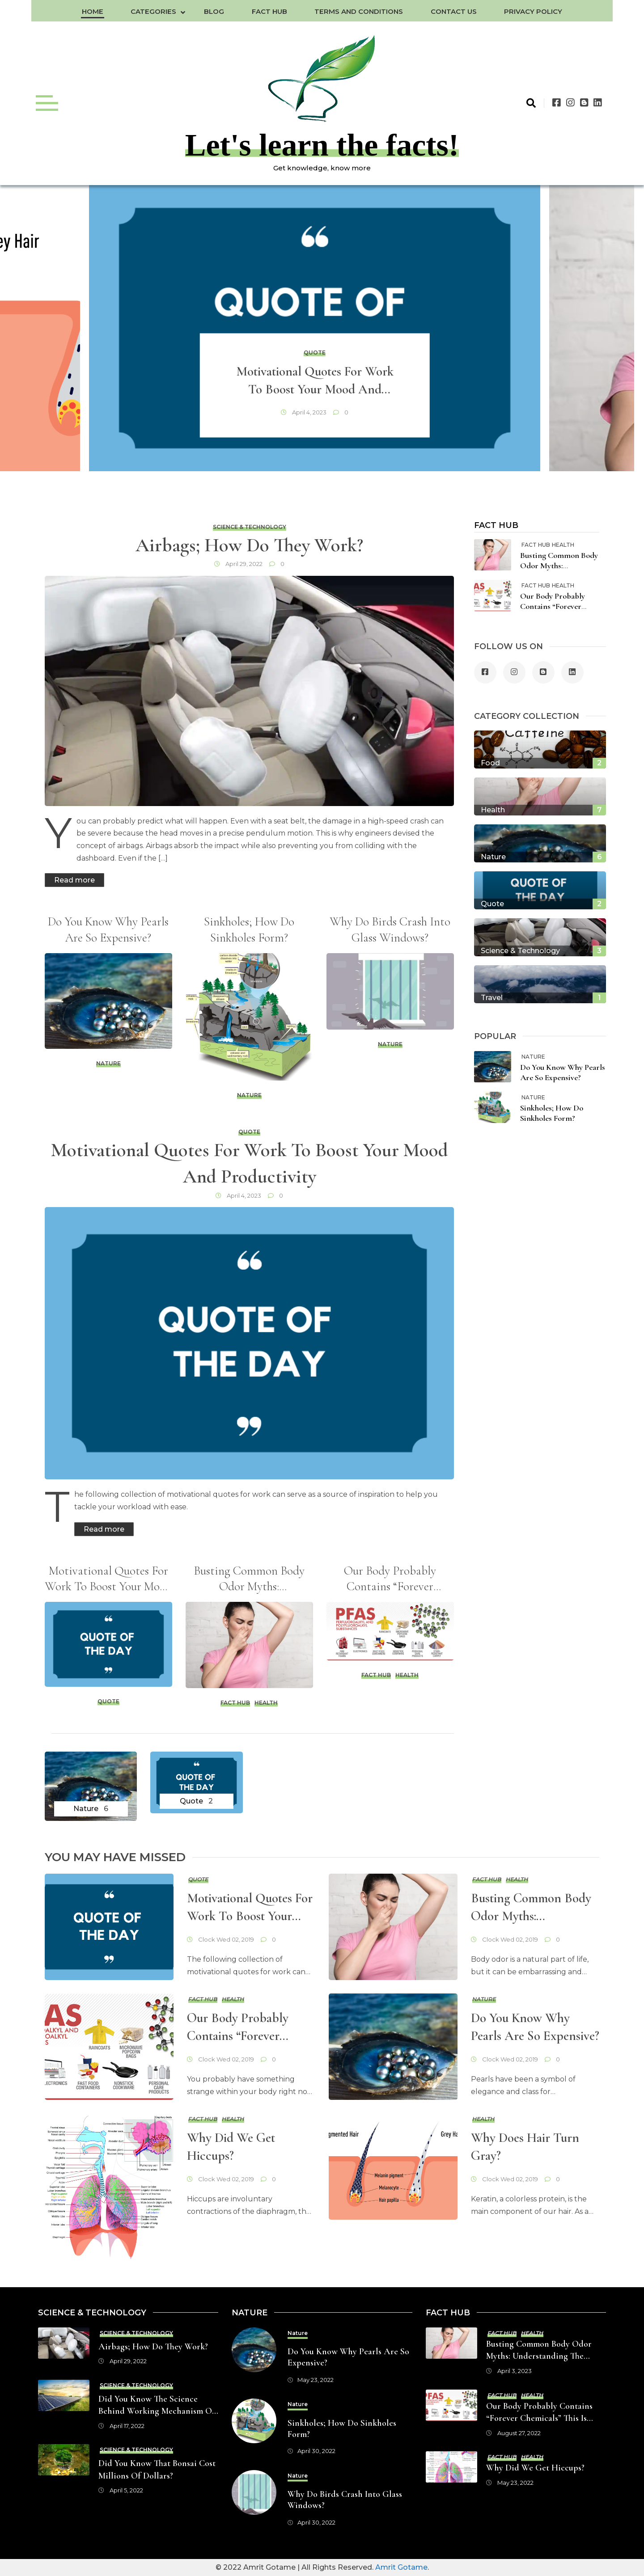 HOME CATEGORIES BLOG FACT HUB TERMS AND CONDITIONS CONTACT US PRIVACY POLICY
Let's learn the facts!
Get knowledge, know more
ey Hair
QUOTE OF
QUOTE
Motivational Quotes For Work
To Boost Your Mood And...
April 4, 2023 0
SCIENCE & TECHNOLOGY
Airbags; How Do They Work?
April 29, 2022 0
You can probably predict what will happen. Even with a seat belt, the damage in a high-speed crash can
be severe because the head moves in a precise pendulum motion. This is why engineers devised the
concept of airbags. Airbags absorb the impact while also preventing you from colliding with the
dashboard. Even if the [...]
Read more
Do You Know Why Pearls
Are So Expensive?
NATURE
Sinkholes; How Do
Sinkholes Form?
NATURE
Why Do Birds Crash Into
Glass Windows?
NATURE
QUOTE
Motivational Quotes For Work To Boost Your Mood
And Productivity
April 4, 2023 0
QUOTE OF
THE DAY
The following collection of motivational quotes for work can serve as a source of inspiration to help you
tackle your workload with ease.
Read more
Motivational Quotes For
Work To Boost Your Mo...
QUOTE OF
THE DAY
QUOTE
Busting Common Body
Odor Myths:...
FACT HUB HEALTH
Our Body Probably
Contains “Forever...
PFAS
FACT HUB HEALTH
Nature 6
QUOTE OF
THE DAY
Quote 2
FACT HUB
FACT HUB HEALTH
Busting Common Body
Odor Myths:...
FACT HUB HEALTH
Our Body Probably
Contains “Forever...
FOLLOW US ON
CATEGORY COLLECTION
Caffeine
Food 2
Health 7
Nature 6
QUOTE OF
THE DAY
Quote 2
Science & Technology 3
Travel 1
POPULAR
NATURE
Do You Know Why Pearls
Are So Expensive?
NATURE
Sinkholes; How Do
Sinkholes Form?
YOU MAY HAVE MISSED
QUOTE OF
THE DAY
QUOTE
Motivational Quotes For
Work To Boost Your...
Clock Wed 02, 2019 0
The following collection of
motivational quotes for work can...
FACT HUB HEALTH
Busting Common Body
Odor Myths:...
Clock Wed 02, 2019 0
Body odor is a natural part of life,
but it can be embarrassing and...
AS
ALKYL AND
OALKYL
S
RAINCOATS
MICROWAVE
POPCORN
BAGS
ECTRONICS
FAST FOOD
CONTAINERS
NONSTICK
COOKWARE
PERSONAL
CARE
PRODUCTS
FACT HUB HEALTH
Our Body Probably
Contains “Forever...
Clock Wed 02, 2019 0
You probably have something
strange within your body right no...
NATURE
Do You Know Why
Pearls Are So Expensive?
Clock Wed 02, 2019 0
Pearls have been a symbol of
elegance and class for...
FACT HUB HEALTH
Why Did We Get
Hiccups?
Clock Wed 02, 2019 0
Hiccups are involuntary
contractions of the diaphragm, th...
mented Hair Grey Ha
Melanin pigment
Melanocyte
Hair papilla
HEALTH
Why Does Hair Turn
Gray?
Clock Wed 02, 2019 0
Keratin, a colorless protein, is the
main component of our hair. As a...
SCIENCE & TECHNOLOGY
SCIENCE & TECHNOLOGY
Airbags; How Do They Work?
April 29, 2022
SCIENCE & TECHNOLOGY
Did You Know The Science
Behind Working Mechanism O...
April 17, 2022
SCIENCE & TECHNOLOGY
Did You Know That Bonsai Cost
Millions Of Dollars?
April 5, 2022
NATURE
Nature
Do You Know Why Pearls Are So
Expensive?
May 23, 2022
Nature
Sinkholes; How Do Sinkholes
Form?
April 30, 2022
Nature
Why Do Birds Crash Into Glass
Windows?
April 30, 2022
FACT HUB
FACT HUB HEALTH
Busting Common Body Odor
Myths: Understanding The...
April 3, 2023
FACT HUB HEALTH
Our Body Probably Contains
“Forever Chemicals” This Is...
August 27, 2022
FACT HUB HEALTH
Why Did We Get Hiccups?
May 23, 2022
© 2022 Amrit Gotame | All Rights Reserved. Amrit Gotame.